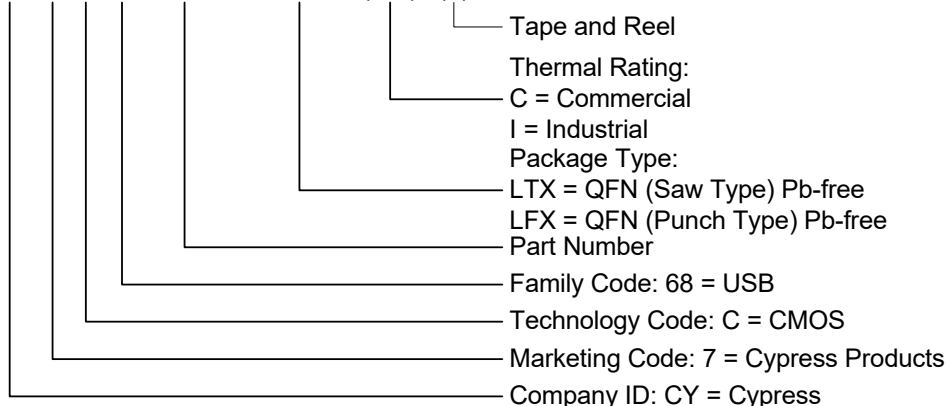 Tape and Reel
Thermal Rating:
C = Commercial
I = Industrial
Package Type:
LTX = QFN (Saw Type) Pb-free
LFX = QFN (Punch Type) Pb-free
Part Number
Family Code: 68 = USB
Technology Code: C = CMOS
Marketing Code: 7 = Cypress Products
Company ID: CY = Cypress